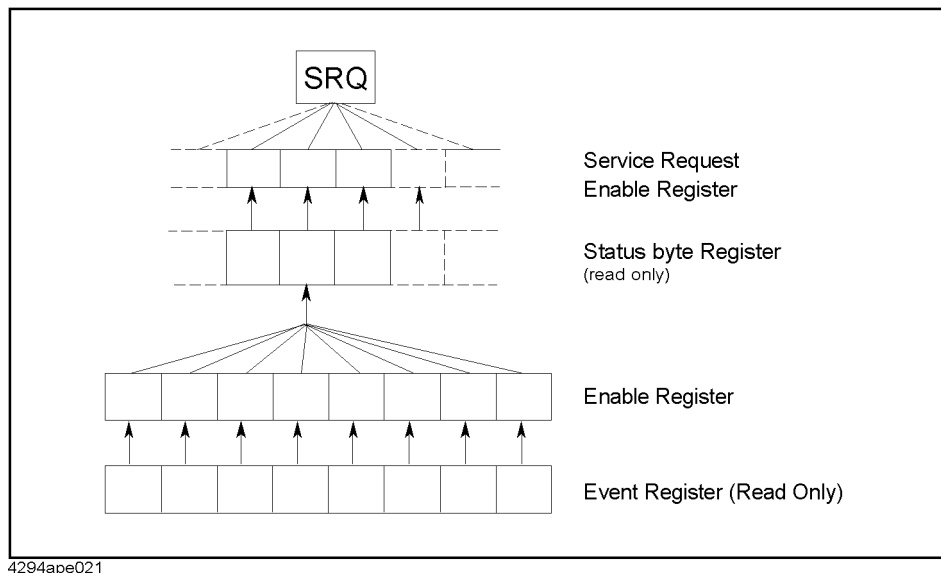 SRQ
Service Request
Enable Register
Status byte Register
(read only)
Enable Register
Event Register (Read Only)
4294ape021